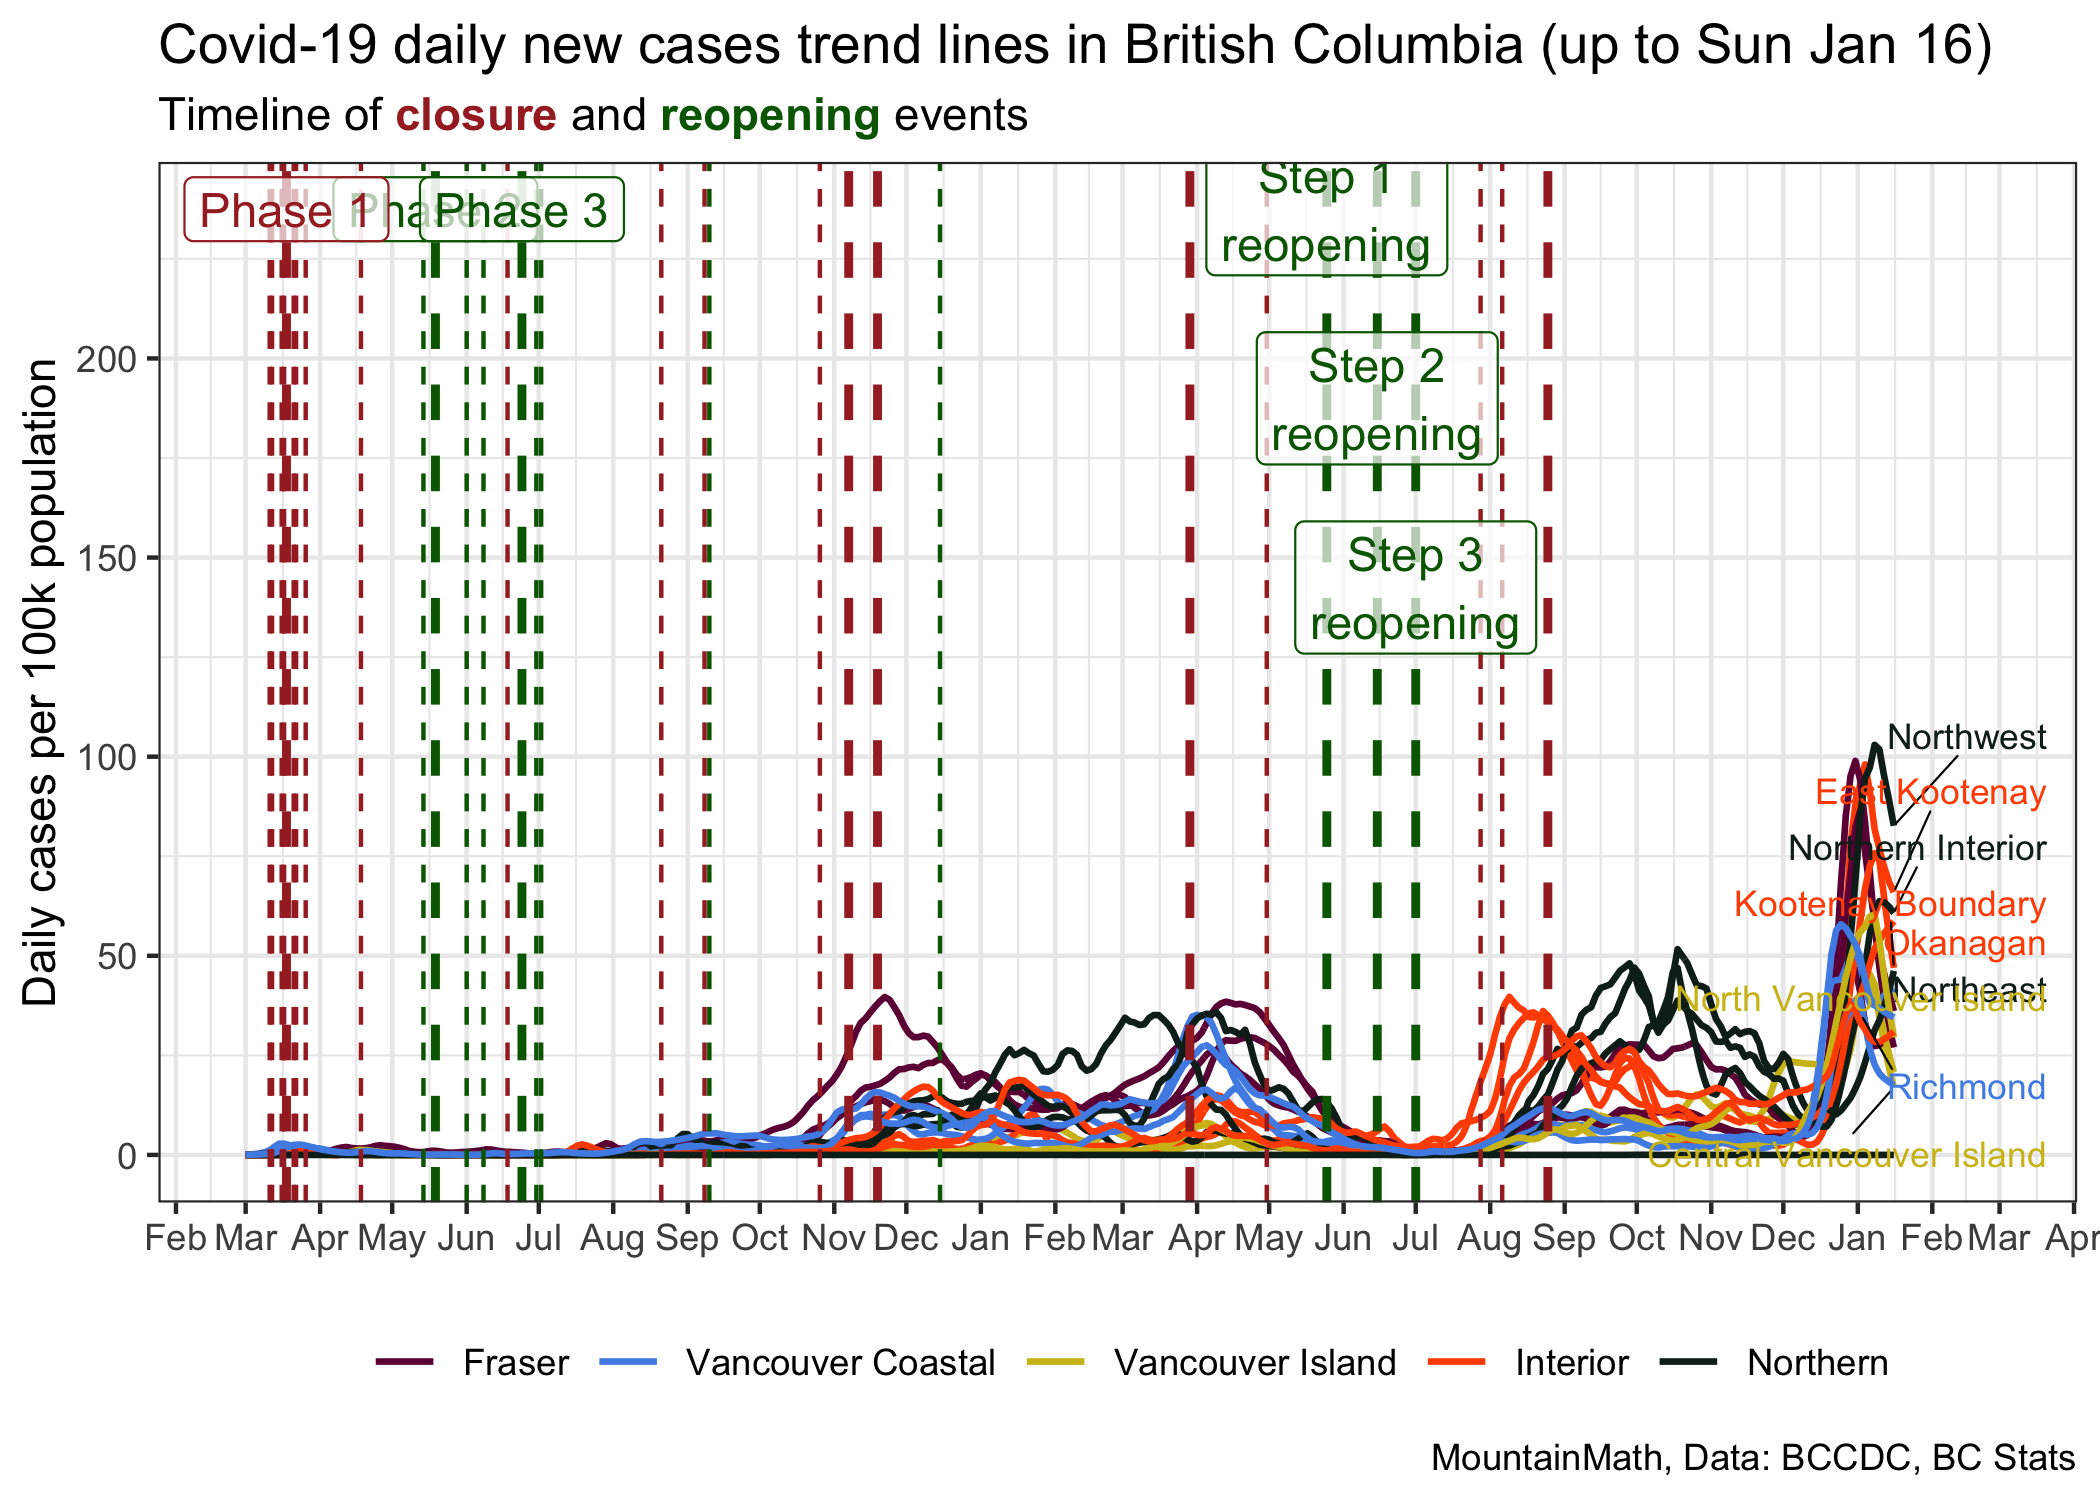 Covid-19 daily new cases trend lines in British Columbia (up to Sun Jan 16)
Timeline of closure and reopening events
Daily cases per 100k population
200
150
100
50
0
Phase 1
Phase 2
Phase 3
Step 1
reopening
Step 2
reopening
Step 3
reopening
Northwest
East Kootenay
Northern Interior
Kootenay Boundary
Okanagan
Northeast
North Vancouver Island
Richmond
Central Vancouver Island
Feb Mar Apr May Jun Jul Aug Sep Oct Nov Dec Jan Feb Mar Apr May Jun Jul Aug Sep Oct Nov Dec Jan Feb Mar Apr
Fraser Vancouver Coastal Vancouver Island Interior Northern
MountainMath, Data: BCCDC, BC Stats